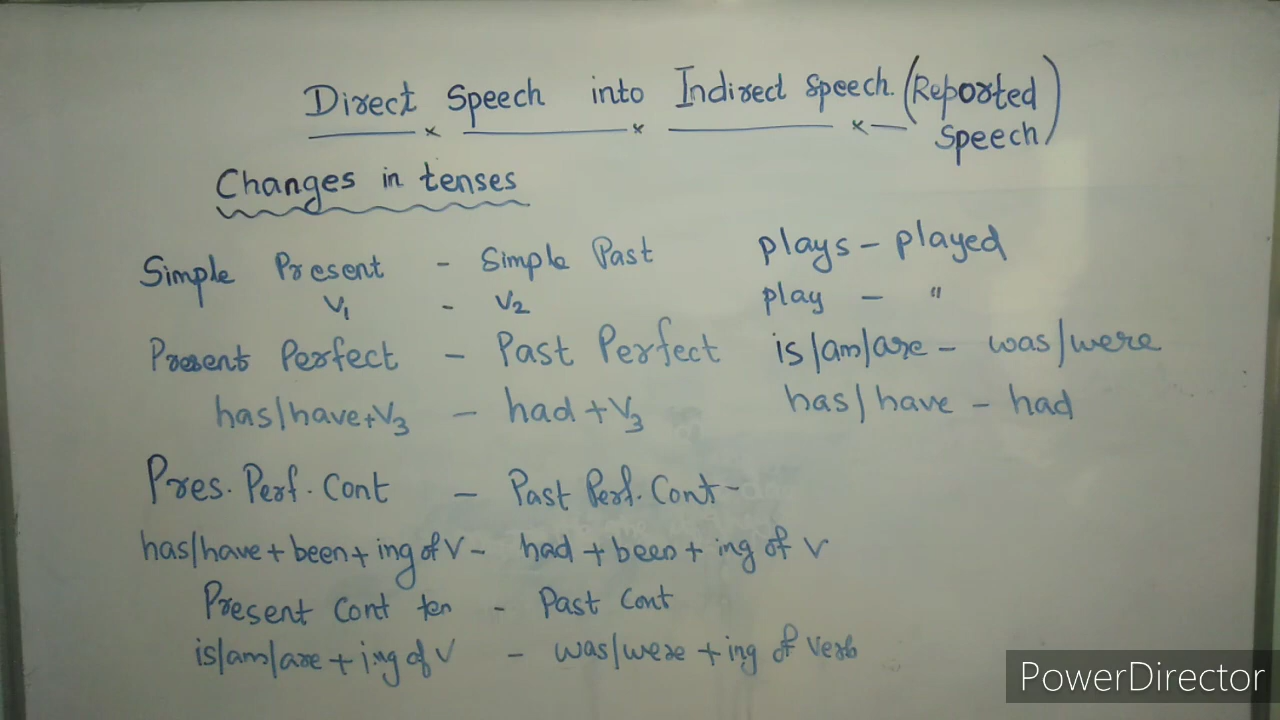 Direct Speech into Indirect Speech. (Reported Speech)
Changes in tenses
Simple Present - Simple Past plays - played
V1 - V2 play - "
Present Perfect - Past Perfect is/am/are - was/were
has/have+V3 - had+V3 has/have - had
Pres. Perf. Cont - Past Perf. Cont-
has/have + been + ing of V - had + been + ing of V
Present Cont ten - Past Cont
is/am/are + ing of V - was/were + ing of verb
PowerDirector